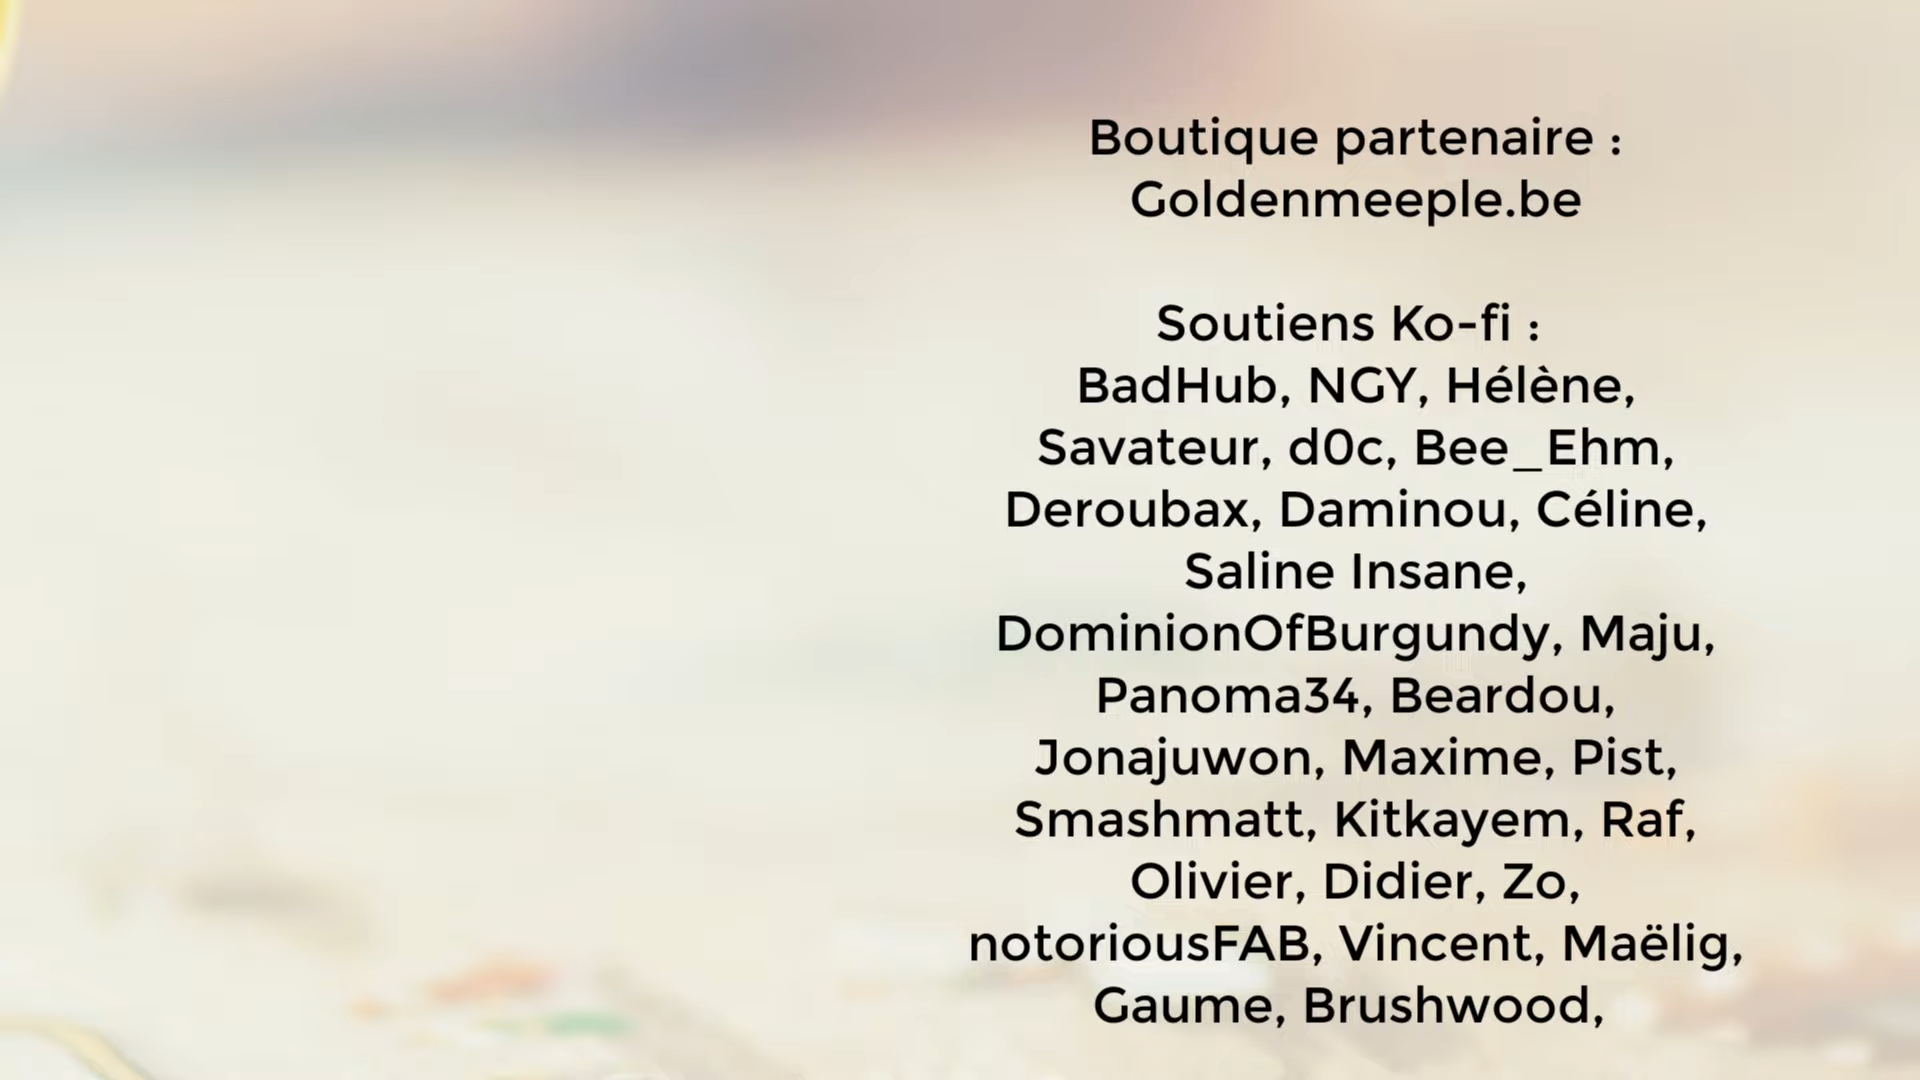 Boutique partenaire :
Goldenmeeple.be
Soutiens Ko-fi :
BadHub, NGY, Hélène,
Savateur, d0c, Bee_Ehm,
Deroubax, Daminou, Céline,
Saline Insane,
DominionOfBurgundy, Maju,
Panoma34, Beardou,
Jonajuwon, Maxime, Pist,
Smashmatt, Kitkayem, Raf,
Olivier, Didier, Zo,
notoriousFAB, Vincent, Maëlig,
Gaume, Brushwood,